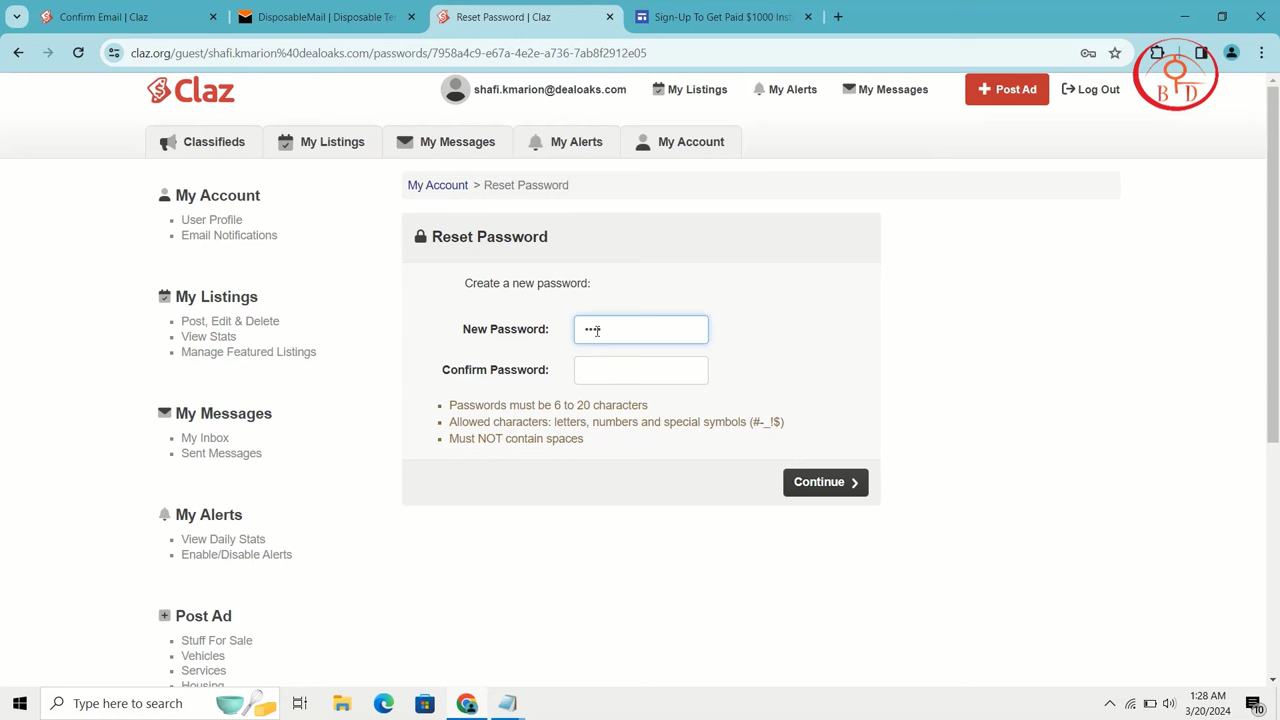 Confirm Email | Claz
DisposableMail | Disposable Te
Reset Password | Claz
Sign-Up To Get Paid $1000 Inst
claz.org/guest/shafi.kmarion%40dealoaks.com/passwords/7958a4c9-e67a-4e2e-a736-7ab8f2912e05
Claz
shafi.kmarion@dealoaks.com
My Listings
My Alerts
My Messages
Post Ad
Log Out
B D
Classifieds
My Listings
My Messages
My Alerts
My Account
My Account
User Profile
Email Notifications
My Listings
Post, Edit & Delete
View Stats
Manage Featured Listings
My Messages
My Inbox
Sent Messages
My Alerts
View Daily Stats
Enable/Disable Alerts
Post Ad
Stuff For Sale
Vehicles
Services
Housing
My Account > Reset Password
Reset Password
Create a new password:
New Password:
Confirm Password:
Passwords must be 6 to 20 characters
Allowed characters: letters, numbers and special symbols (#-_!$)
Must NOT contain spaces
Continue
Type here to search
1:28 AM
3/20/2024
10